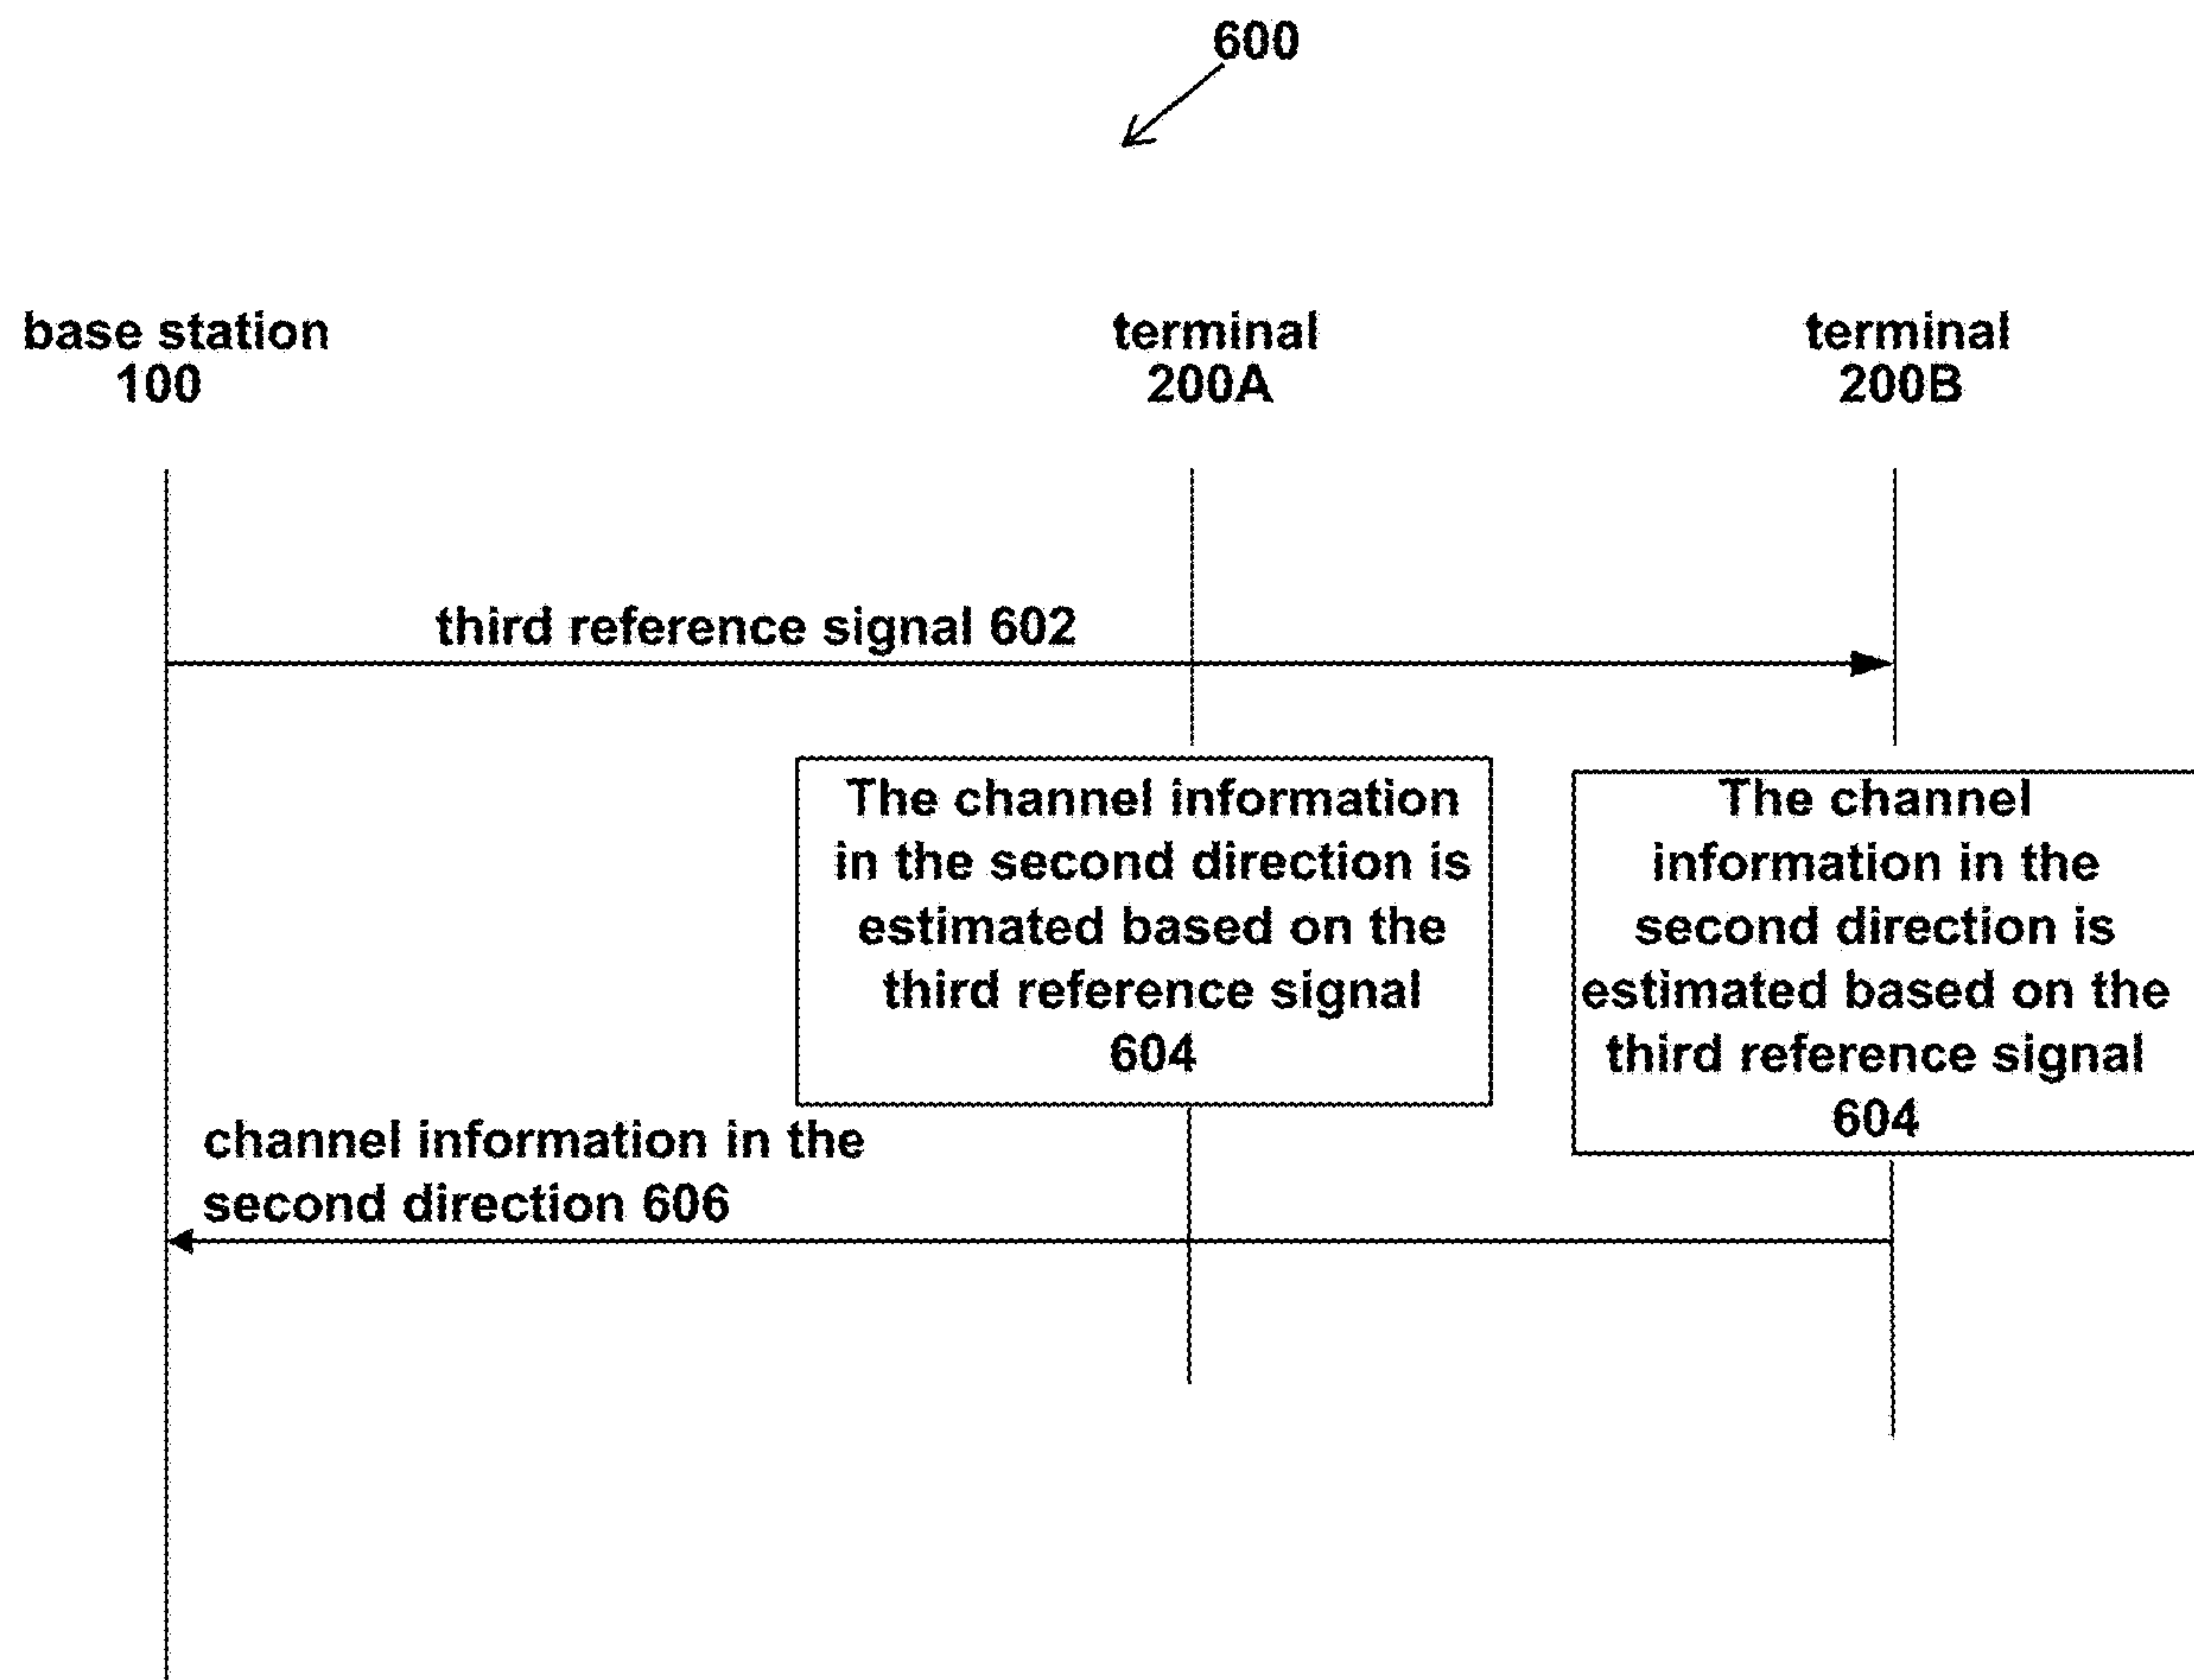 600
base station
100
terminal
200A
terminal
200B
third reference signal 602
The channel information
in the second direction is
estimated based on the
third reference signal
604
The channel
information in the
second direction is
estimated based on the
third reference signal
604
channel information in the
second direction 606